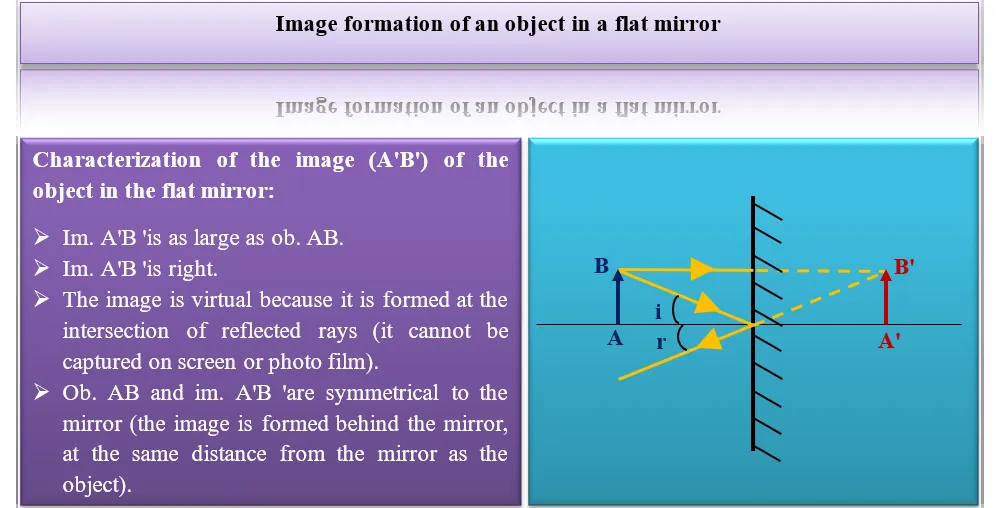 Image formation of an object in a flat mirror
Image formation of an object in a flat mirror
Characterization of the image (A'B') of the
object in the flat mirror:
➢ Im. A'B 'is as large as ob. AB.
➢ Im. A'B 'is right.
➢ The image is virtual because it is formed at the
intersection of reflected rays (it cannot be
captured on screen or photo film).
➢ Ob. AB and im. A'B 'are symmetrical to the
mirror (the image is formed behind the mirror,
at the same distance from the mirror as the
object).
B
B'
i
A
r
A'